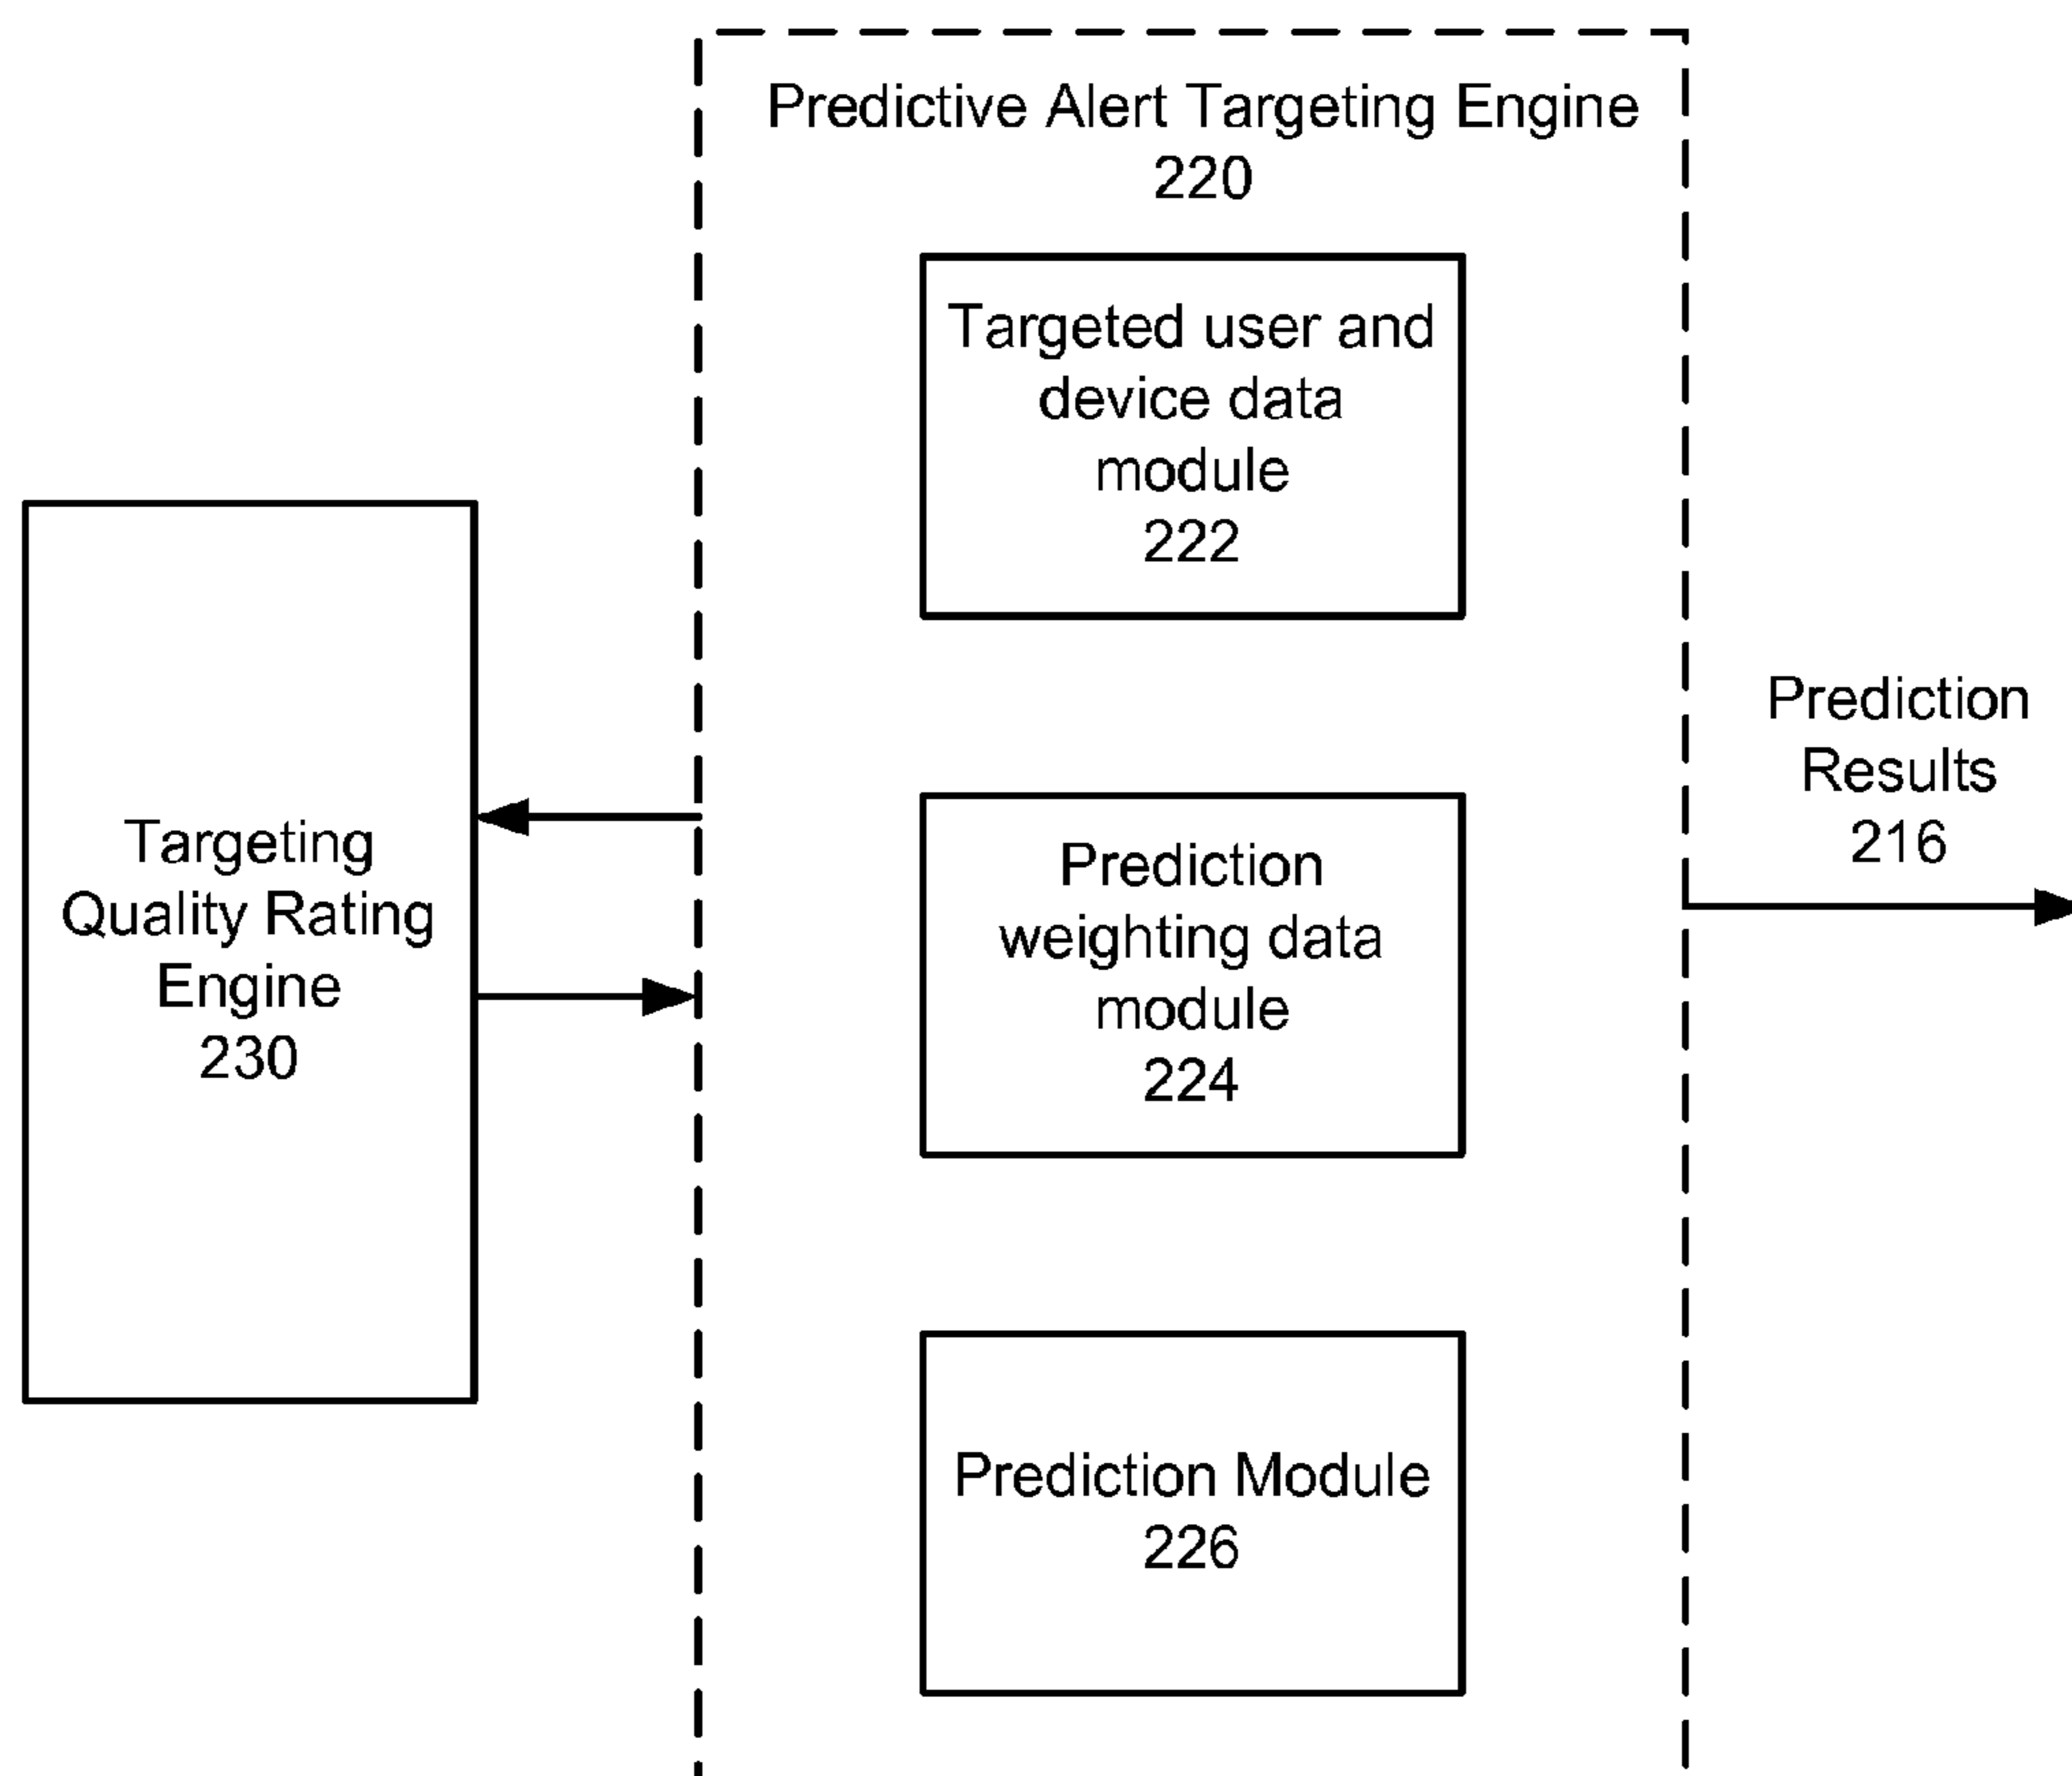 Predictive Alert Targeting Engine
220
Targeted user and
device data
module
222
Targeting
Quality Rating
Engine
230
Prediction
weighting data
module
224
Prediction Module
226
Prediction
Results
216